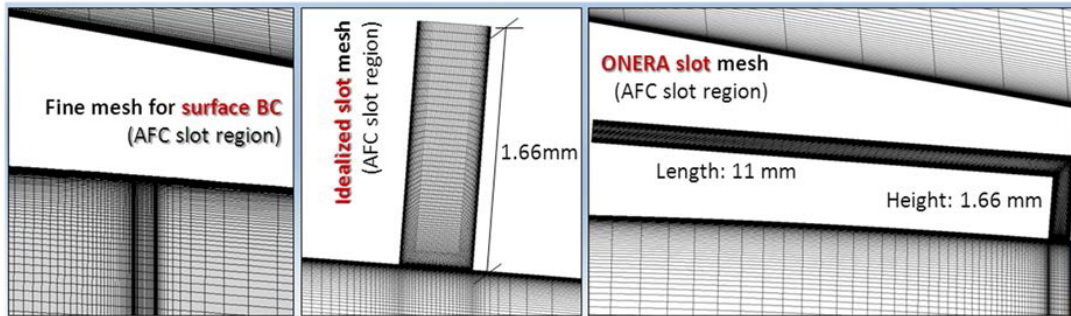 Fine mesh for surface BC
(AFC slot region)
Idealized slot mesh
(AFC slot region)
1.66mm
ONERA slot mesh
(AFC slot region)
Length: 11 mm
Height: 1.66 mm